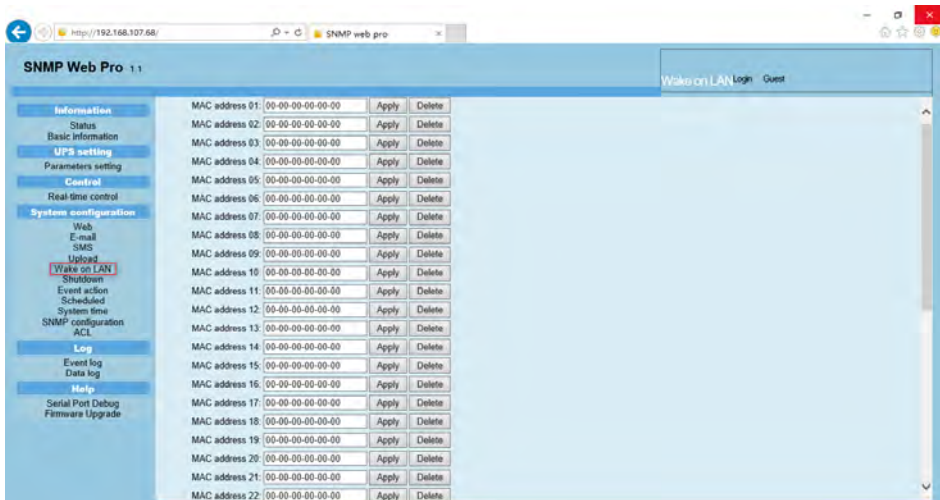 http://192.168.107.68/
SNMP web pro
SNMP Web Pro 1.1
Wake on LAN Login Guest
Information
Status
Basic Information
UPS setting
Parameters setting
Control
Real-time control
System configuration
Web
E-mail
SMS
Upload
Wake on LAN
Shutdown
Event action
Scheduled
System time
SNMP configuration
ACL
Log
Event log
Data log
Help
Serial Port Debug
Firmware Upgrade
MAC address 01: 00-00-00-00-00-00 Apply Delete
MAC address 02: 00-00-00-00-00-00 Apply Delete
MAC address 03: 00-00-00-00-00-00 Apply Delete
MAC address 04: 00-00-00-00-00-00 Apply Delete
MAC address 05: 00-00-00-00-00-00 Apply Delete
MAC address 06: 00-00-00-00-00-00 Apply Delete
MAC address 07: 00-00-00-00-00-00 Apply Delete
MAC address 08: 00-00-00-00-00-00 Apply Delete
MAC address 09: 00-00-00-00-00-00 Apply Delete
MAC address 10: 00-00-00-00-00-00 Apply Delete
MAC address 11: 00-00-00-00-00-00 Apply Delete
MAC address 12: 00-00-00-00-00-00 Apply Delete
MAC address 13: 00-00-00-00-00-00 Apply Delete
MAC address 14: 00-00-00-00-00-00 Apply Delete
MAC address 15: 00-00-00-00-00-00 Apply Delete
MAC address 16: 00-00-00-00-00-00 Apply Delete
MAC address 17: 00-00-00-00-00-00 Apply Delete
MAC address 18: 00-00-00-00-00-00 Apply Delete
MAC address 19: 00-00-00-00-00-00 Apply Delete
MAC address 20: 00-00-00-00-00-00 Apply Delete
MAC address 21: 00-00-00-00-00-00 Apply Delete
MAC address 22: 00-00-00-00-00-00 Apply Delete